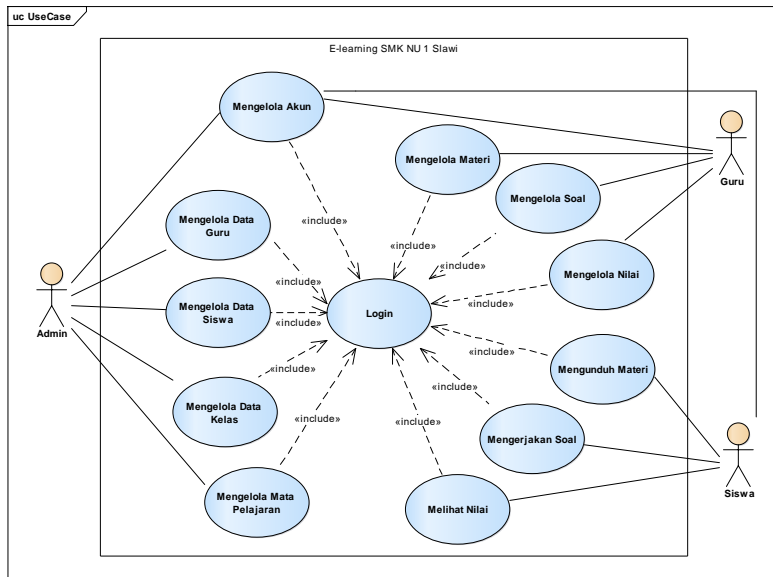 uc UseCase
E-learning SMK NU 1 Slawi
Mengelola Akun
Mengelola Materi
Guru
Mengelola Soal
Mengelola Data
Guru
«include»
«include»
«include»
«include»
Mengelola Nilai
«include»
Admin
Mengelola Data
Siswa
«include»
Login
«include»
Mengunduh Materi
«include»
Mengelola Data
Kelas
«include»
«include»
«include»
Mengerjakan Soal
Siswa
Mengelola Mata
Pelajaran
Melihat Nilai